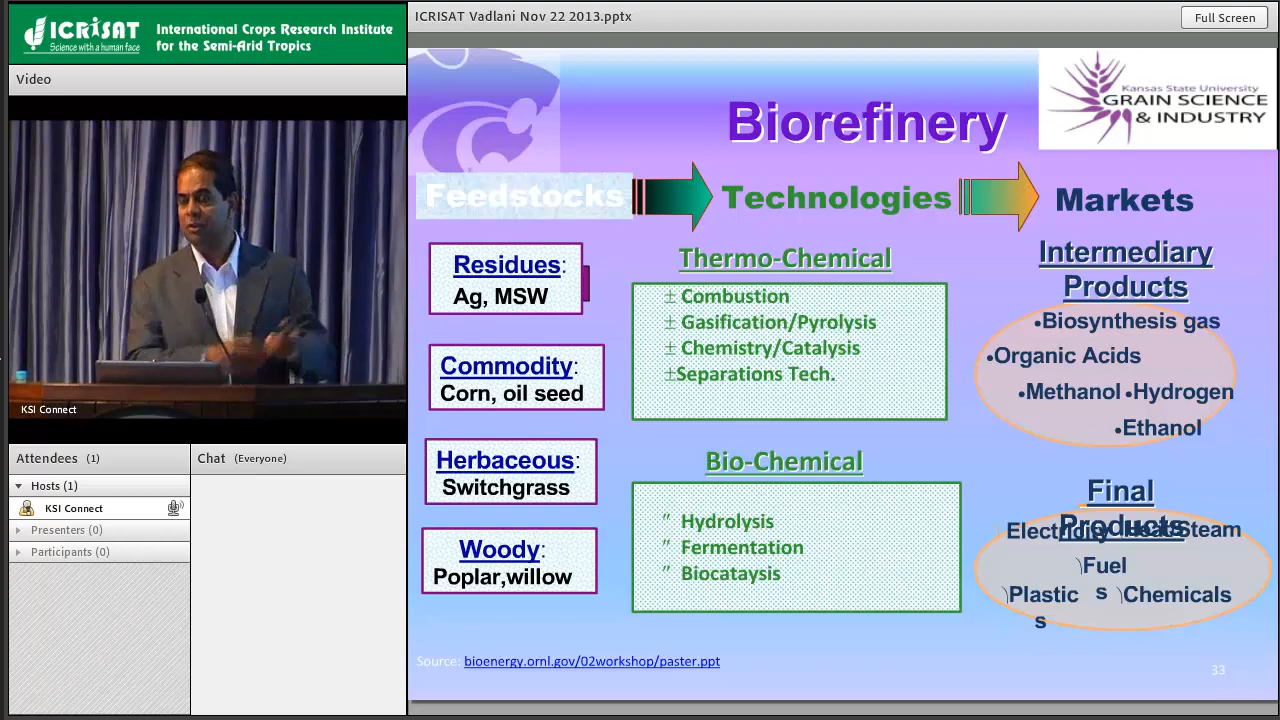 ICRISAT
Science with a human face
International Crops Research Institute
for the Semi-Arid Tropics
Video
KSI Connect
Attendees (1)
Hosts (1)
KSI Connect
Presenters (0)
Participants (0)
Chat (Everyone)
ICRISAT Vadlani Nov 22 2013.pptx
Full Screen
Kansas State University
GRAIN SCIENCE
& INDUSTRY
Biorefinery
Feedstocks
Technologies
Markets
Residues:
Ag, MSW
Commodity:
Corn, oil seed
Herbaceous:
Switchgrass
Woody:
Poplar,willow
Thermo-Chemical
± Combustion
± Gasification/Pyrolysis
± Chemistry/Catalysis
±Separations Tech.
Bio-Chemical
" Hydrolysis
" Fermentation
" Biocataysis
Intermediary
Products
•Biosynthesis gas
•Organic Acids
•Methanol •Hydrogen
•Ethanol
Final
Products
Electricity Heat/Steam
Fuel
s
Plastic
s
Chemicals
Source: bioenergy.ornl.gov/02workshop/paster.ppt
33